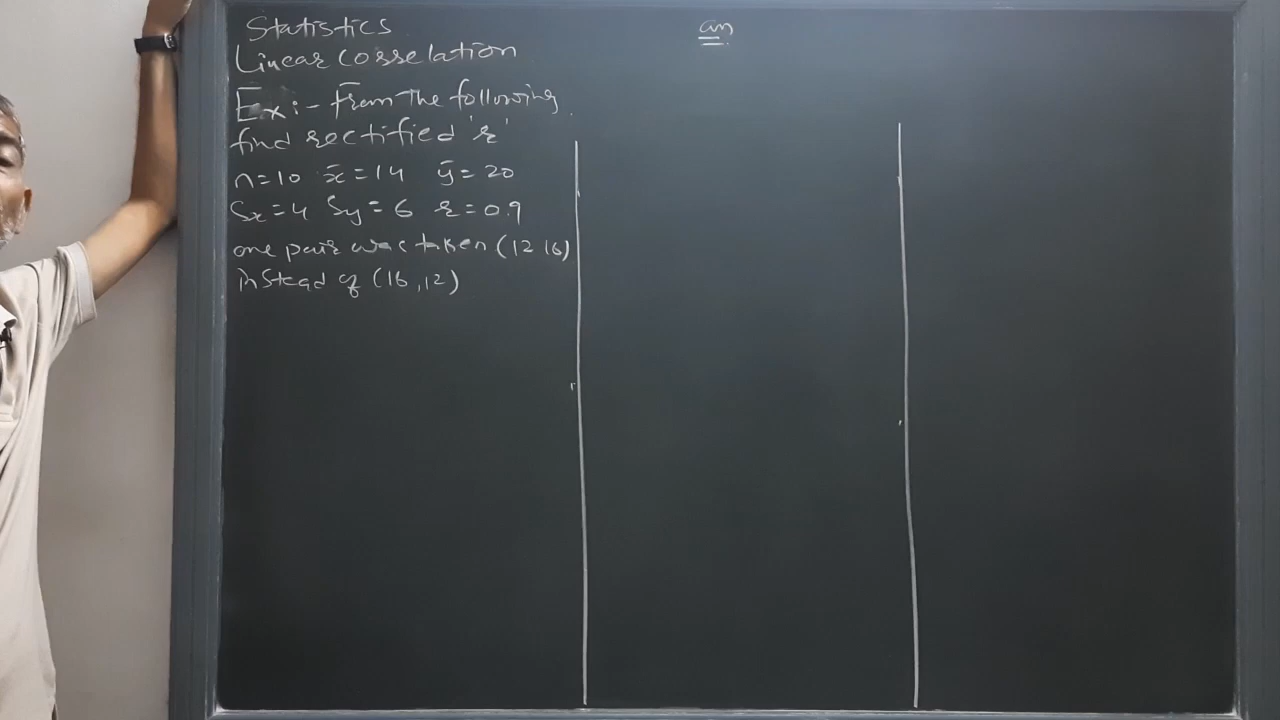 Statistics
an
Linear correlation
Ex:- From the following
find rectified 'r'
n=10 x̄=14 ȳ=20
Sx=4 Sy=6 r=0.9
one pair was taken (12 16)
instead of (16,12)